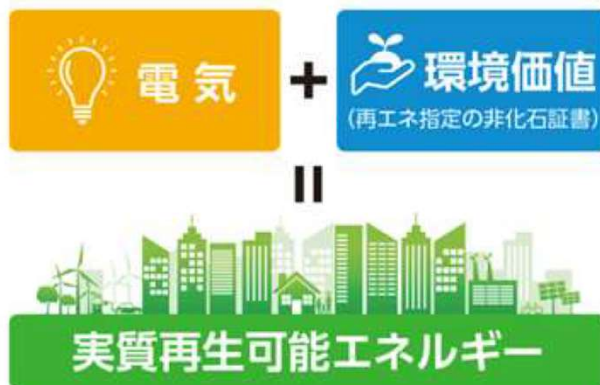 電気
+
環境価値
(再エネ指定の非化石証書)
=
実質再生可能エネルギー